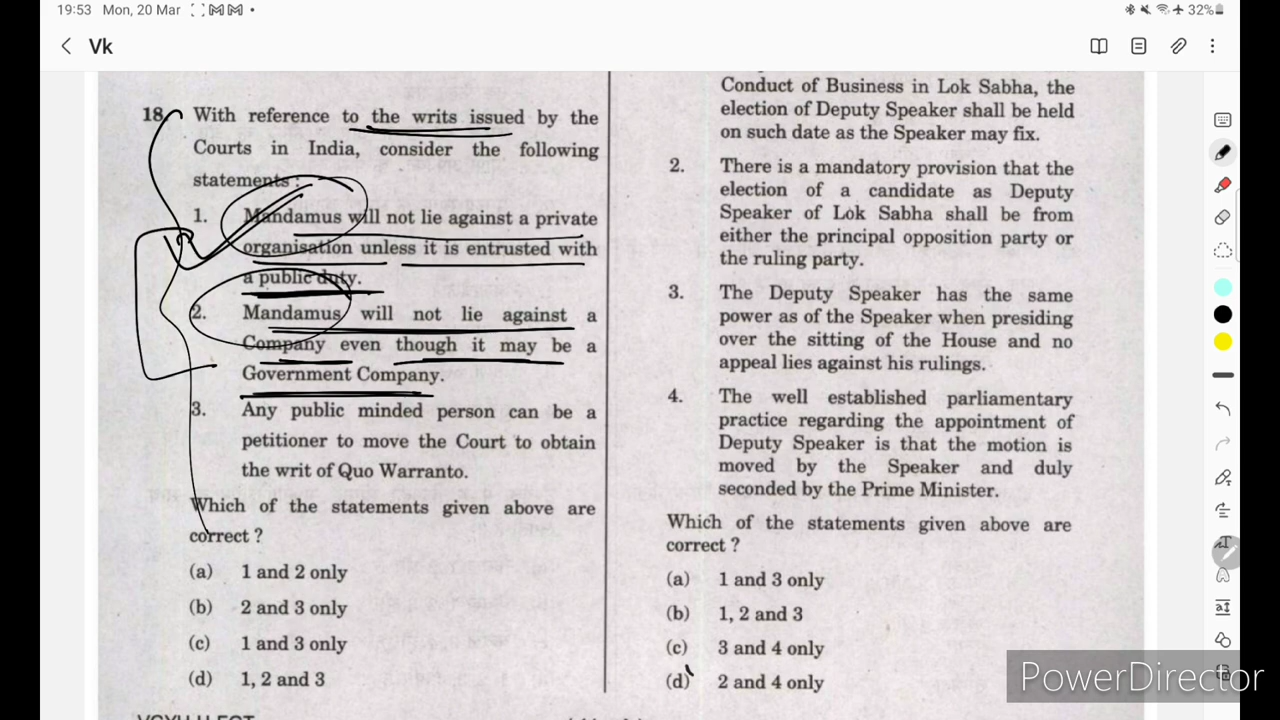 19:53 Mon, 20 Mar
32%
Vk
18. With reference to the writs issued by the
Courts in India, consider the following
statements :
1. Mandamus will not lie against a private
organisation unless it is entrusted with
a public duty.
2. Mandamus will not lie against a
Company even though it may be a
Government Company.
3. Any public minded person can be a
petitioner to move the Court to obtain
the writ of Quo Warranto.
Which of the statements given above are
correct ?
(a) 1 and 2 only
(b) 2 and 3 only
(c) 1 and 3 only
(d) 1, 2 and 3
Conduct of Business in Lok Sabha, the
election of Deputy Speaker shall be held
on such date as the Speaker may fix.
2. There is a mandatory provision that the
election of a candidate as Deputy
Speaker of Lok Sabha shall be from
either the principal opposition party or
the ruling party.
3. The Deputy Speaker has the same
power as of the Speaker when presiding
over the sitting of the House and no
appeal lies against his rulings.
4. The well established parliamentary
practice regarding the appointment of
Deputy Speaker is that the motion is
moved by the Speaker and duly
seconded by the Prime Minister.
Which of the statements given above are
correct ?
(a) 1 and 3 only
(b) 1, 2 and 3
(c) 3 and 4 only
(d) 2 and 4 only
PowerDirector